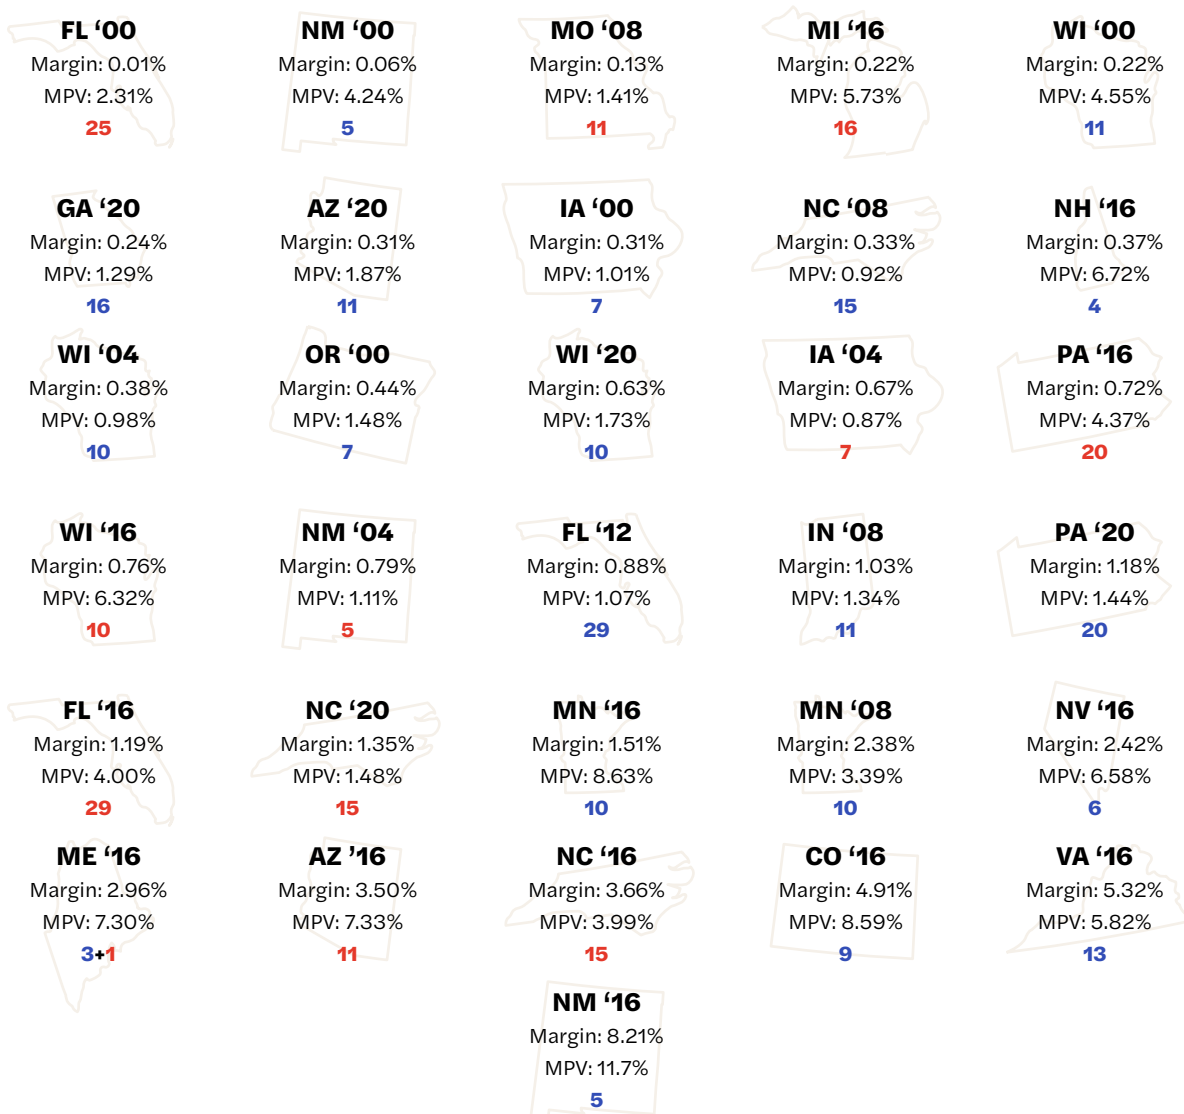 FL ‘00
Margin: 0.01%
MPV: 2.31%
25
NM ‘00
Margin: 0.06%
MPV: 4.24%
5
MO ‘08
Margin: 0.13%
MPV: 1.41%
11
MI ‘16
Margin: 0.22%
MPV: 5.73%
16
WI ‘00
Margin: 0.22%
MPV: 4.55%
11
GA ‘20
Margin: 0.24%
MPV: 1.29%
16
AZ ‘20
Margin: 0.31%
MPV: 1.87%
11
IA ‘00
Margin: 0.31%
MPV: 1.01%
7
NC ‘08
Margin: 0.33%
MPV: 0.92%
15
NH ‘16
Margin: 0.37%
MPV: 6.72%
4
WI ‘04
Margin: 0.38%
MPV: 0.98%
10
OR ‘00
Margin: 0.44%
MPV: 1.48%
7
WI ‘20
Margin: 0.63%
MPV: 1.73%
10
IA ‘04
Margin: 0.67%
MPV: 0.87%
7
PA ‘16
Margin: 0.72%
MPV: 4.37%
20
WI ‘16
Margin: 0.76%
MPV: 6.32%
10
NM ‘04
Margin: 0.79%
MPV: 1.11%
5
FL ‘12
Margin: 0.88%
MPV: 1.07%
29
IN ‘08
Margin: 1.03%
MPV: 1.34%
11
PA ‘20
Margin: 1.18%
MPV: 1.44%
20
FL ‘16
Margin: 1.19%
MPV: 4.00%
29
NC ‘20
Margin: 1.35%
MPV: 1.48%
15
MN ‘16
Margin: 1.51%
MPV: 8.63%
10
MN ‘08
Margin: 2.38%
MPV: 3.39%
10
NV ‘16
Margin: 2.42%
MPV: 6.58%
6
ME ‘16
Margin: 2.96%
MPV: 7.30%
3+1
AZ ’16
Margin: 3.50%
MPV: 7.33%
11
NC ‘16
Margin: 3.66%
MPV: 3.99%
15
CO ‘16
Margin: 4.91%
MPV: 8.59%
9
VA ‘16
Margin: 5.32%
MPV: 5.82%
13
NM ‘16
Margin: 8.21%
MPV: 11.7%
5